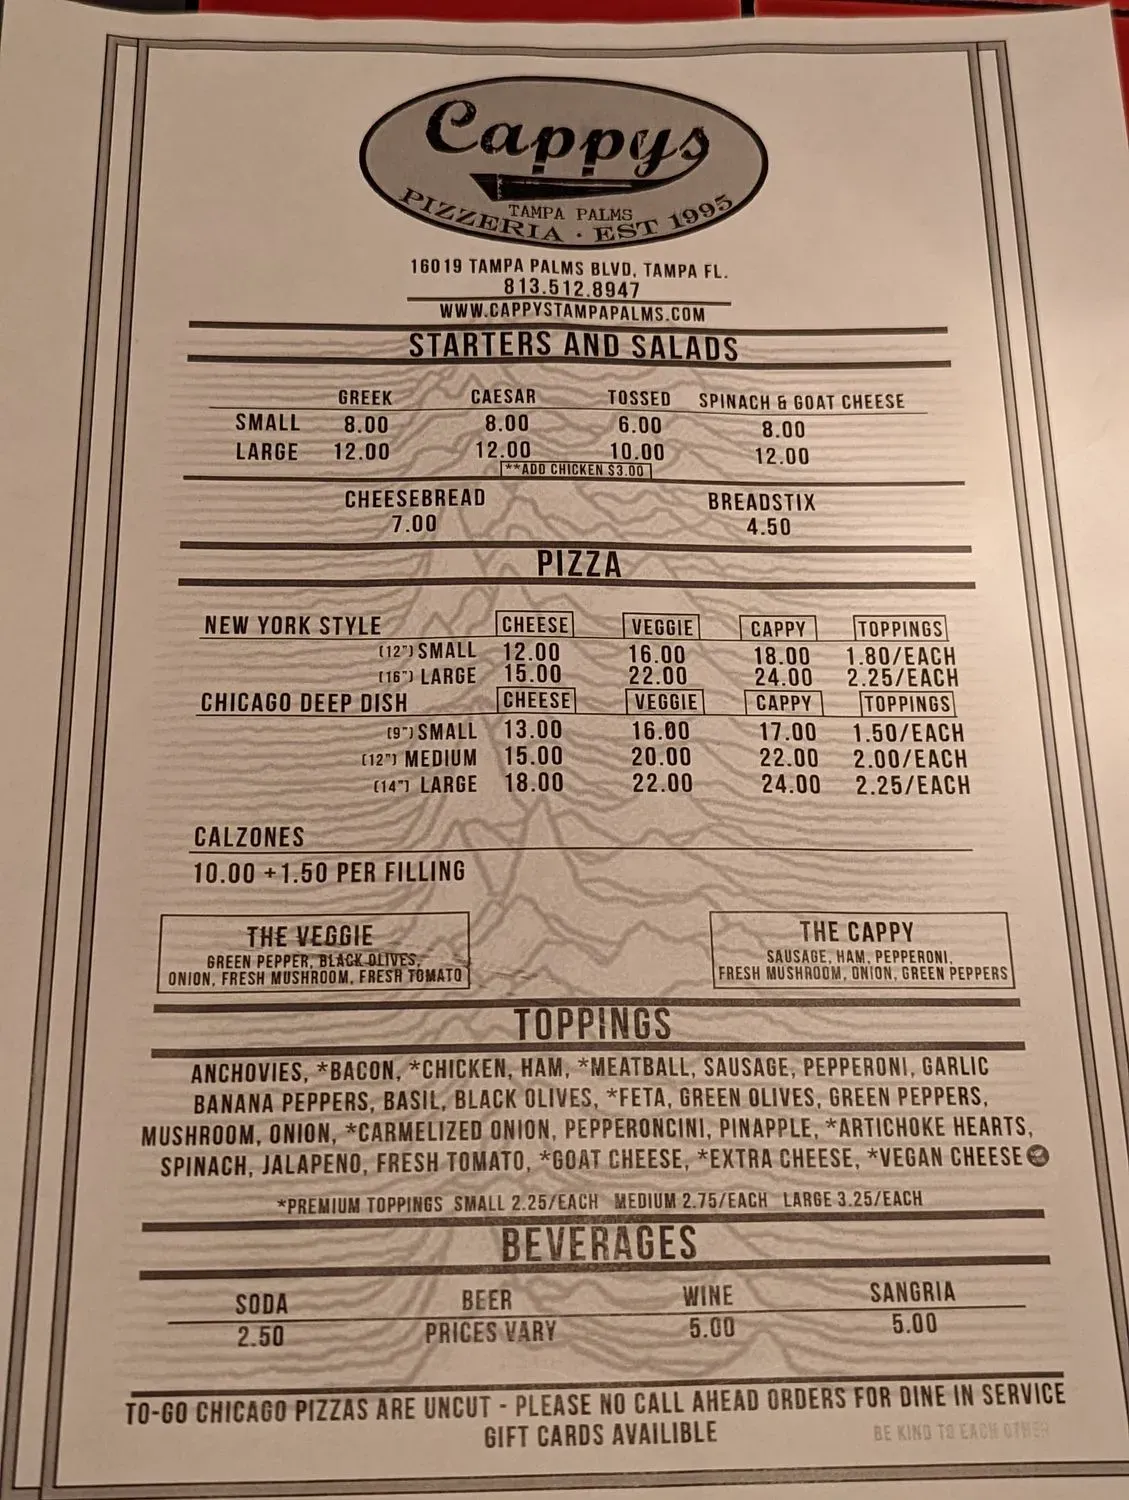 Cappys
TAMPA PALMS
PIZZERIA · EST 1995
16019 TAMPA PALMS BLVD, TAMPA FL.
813.512.8947
WWW.CAPPYSTAMPAPALMS.COM
STARTERS AND SALADS
GREEK CAESAR TOSSED SPINACH & GOAT CHEESE
SMALL 8.00 8.00 6.00 8.00
LARGE 12.00 12.00 10.00 12.00
**ADD CHICKEN $3.00
CHEESEBREAD BREADSTIX
7.00 4.50
PIZZA
NEW YORK STYLE CHEESE VEGGIE CAPPY TOPPINGS
(12") SMALL 12.00 16.00 18.00 1.80/EACH
(16") LARGE 15.00 22.00 24.00 2.25/EACH
CHICAGO DEEP DISH CHEESE VEGGIE CAPPY TOPPINGS
(9") SMALL 13.00 16.00 17.00 1.50/EACH
(12") MEDIUM 15.00 20.00 22.00 2.00/EACH
(14") LARGE 18.00 22.00 24.00 2.25/EACH
CALZONES
10.00 +1.50 PER FILLING
THE VEGGIE
GREEN PEPPER, BLACK OLIVES,
ONION, FRESH MUSHROOM, FRESH TOMATO
THE CAPPY
SAUSAGE, HAM, PEPPERONI,
FRESH MUSHROOM, ONION, GREEN PEPPERS
TOPPINGS
ANCHOVIES, *BACON, *CHICKEN, HAM, *MEATBALL, SAUSAGE, PEPPERONI, GARLIC
BANANA PEPPERS, BASIL, BLACK OLIVES, *FETA, GREEN OLIVES, GREEN PEPPERS,
MUSHROOM, ONION, *CARMELIZED ONION, PEPPERONCINI, PINAPPLE, *ARTICHOKE HEARTS,
SPINACH, JALAPENO, FRESH TOMATO, *GOAT CHEESE, *EXTRA CHEESE, *VEGAN CHEESE
*PREMIUM TOPPINGS SMALL 2.25/EACH MEDIUM 2.75/EACH LARGE 3.25/EACH
BEVERAGES
SODA BEER WINE SANGRIA
2.50 PRICES VARY 5.00 5.00
TO-GO CHICAGO PIZZAS ARE UNCUT - PLEASE NO CALL AHEAD ORDERS FOR DINE IN SERVICE
GIFT CARDS AVAILIBLE
BE KIND TO EACH OTHER